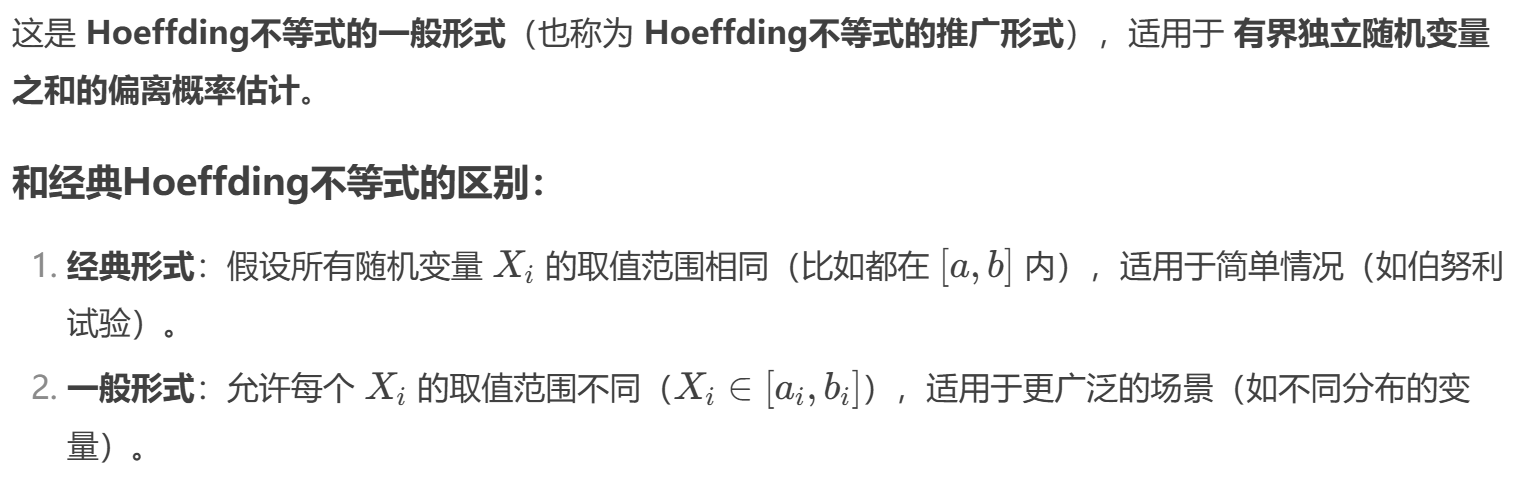 这是 Hoeffding不等式的一般形式（也称为 Hoeffding不等式的推广形式），适用于 有界独立随机变量
之和的偏离概率估计。
和经典Hoeffding不等式的区别：
1. 经典形式：假设所有随机变量 X_i 的取值范围相同（比如都在 [a, b] 内），适用于简单情况（如伯努利
试验）。
2. 一般形式：允许每个 X_i 的取值范围不同（X_i ∈ [a_i, b_i]），适用于更广泛的场景（如不同分布的变
量）。